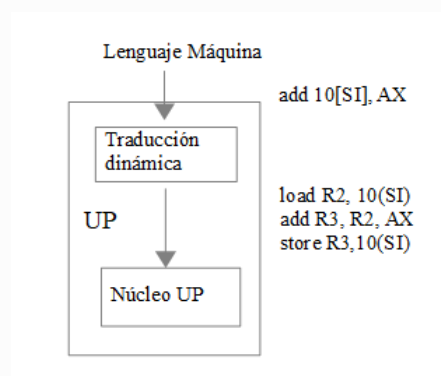 Lenguaje Máquina
add 10[SI], AX
Traducción
dinámica
load R2, 10(SI)
add R3, R2, AX
store R3,10(SI)
UP
Núcleo UP